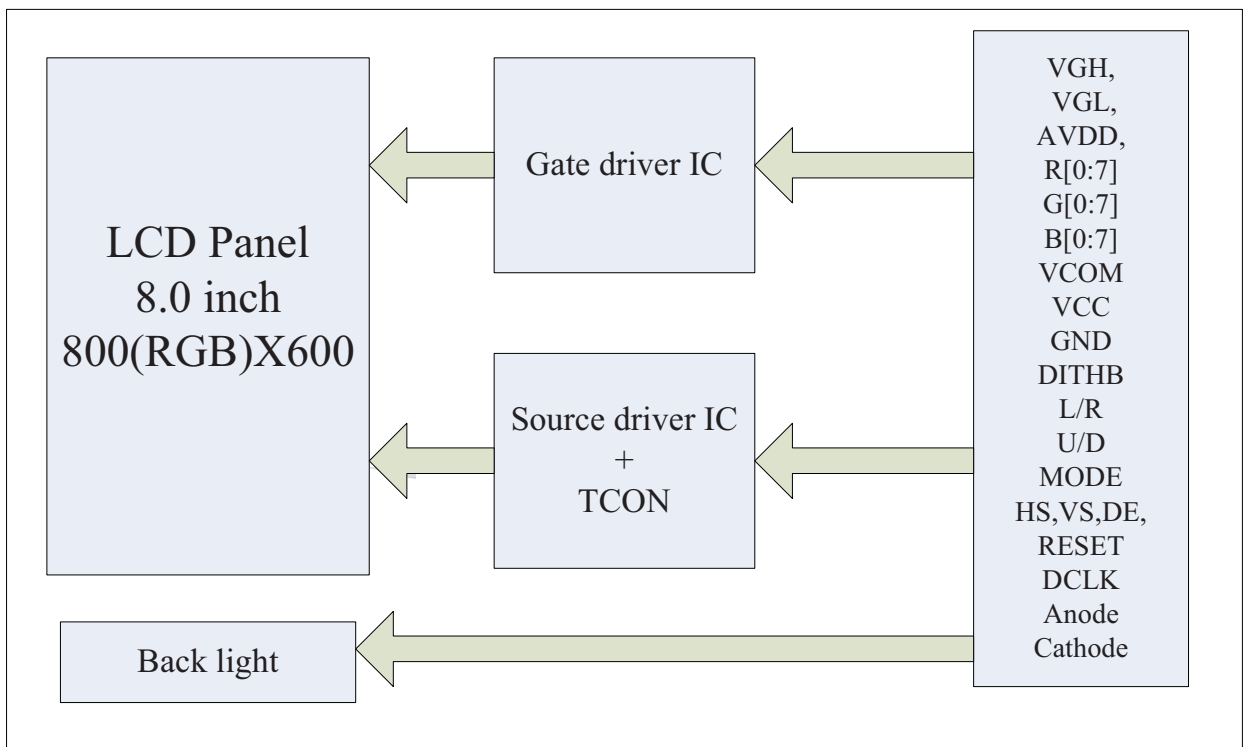 LCD Panel
8.0 inch
800(RGB)X600
Gate driver IC
Source driver IC
+
TCON
Back light
VGH,
VGL,
AVDD,
R[0:7]
G[0:7]
B[0:7]
VCOM
VCC
GND
DITHB
L/R
U/D
MODE
HS,VS,DE,
RESET
DCLK
Anode
Cathode